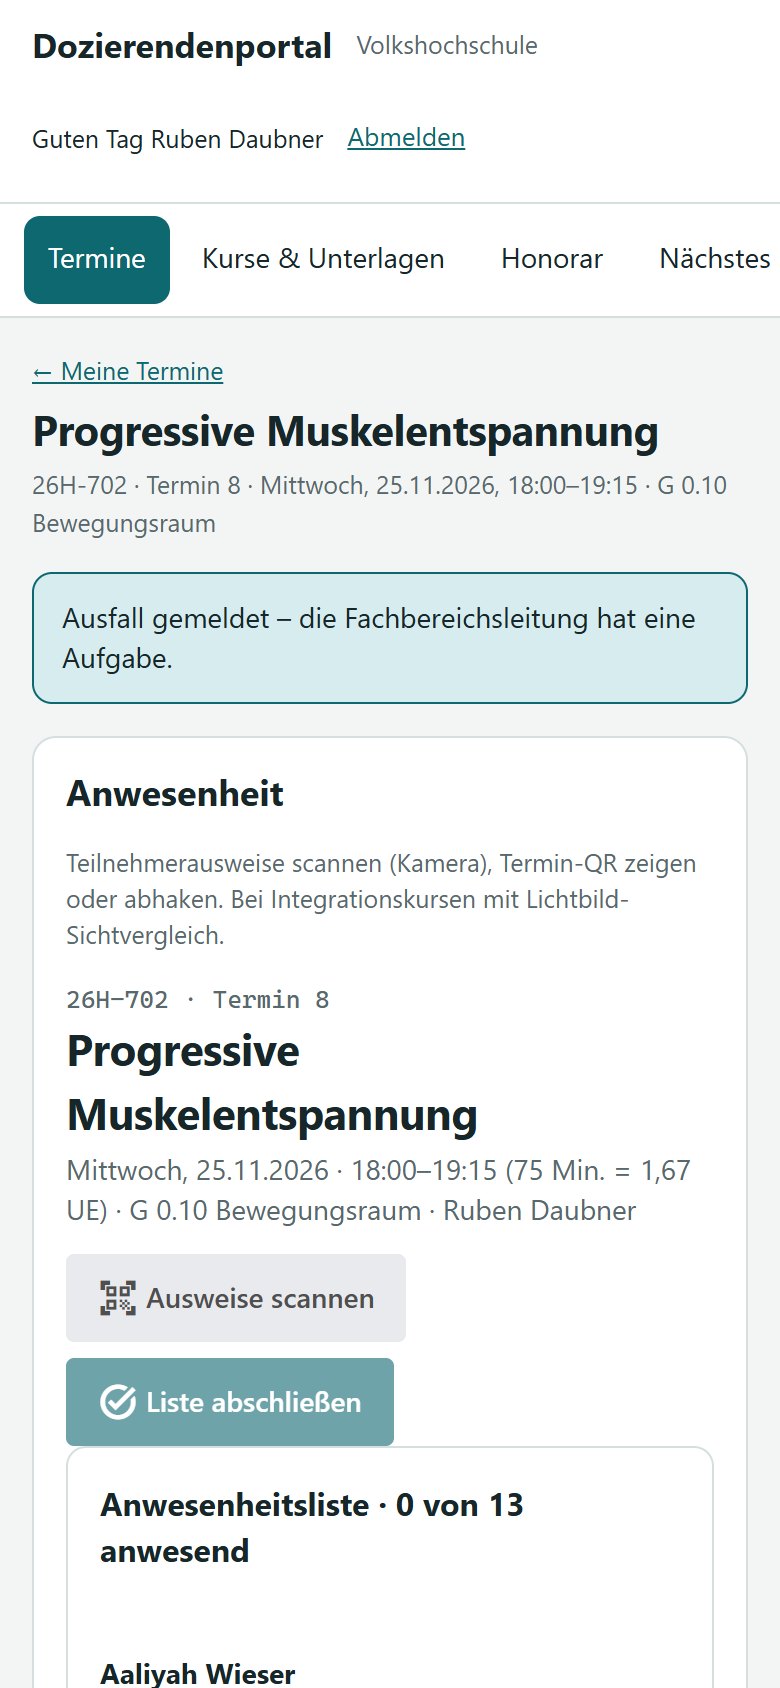 Dozierendenportal Volkshochschule
Guten Tag Ruben Daubner Abmelden
Termine Kurse & Unterlagen Honorar Nächstes
← Meine Termine
Progressive Muskelentspannung
26H-702 · Termin 8 · Mittwoch, 25.11.2026, 18:00–19:15 · G 0.10
Bewegungsraum
Ausfall gemeldet – die Fachbereichsleitung hat eine
Aufgabe.
Anwesenheit
Teilnehmerausweise scannen (Kamera), Termin-QR zeigen
oder abhaken. Bei Integrationskursen mit Lichtbild-
Sichtvergleich.
26H-702 · Termin 8
Progressive
Muskelentspannung
Mittwoch, 25.11.2026 · 18:00–19:15 (75 Min. = 1,67
UE) · G 0.10 Bewegungsraum · Ruben Daubner
Ausweise scannen
Liste abschließen
Anwesenheitsliste · 0 von 13
anwesend
Aaliyah Wieser